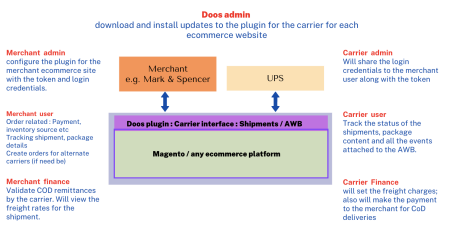 Doos admin
download and install updates to the plugin for the carrier for each
ecommerce website
Merchant admin
configure the plugin for the
merchant ecommerce site
with the token and login
credentials.
Merchant
e.g. Mark & Spencer
UPS
Carrier admin
Will share the login
credentials to the merchant
user along with the token
Merchant user
Order related : Payment,
inventory source etc
Tracking shipment, package
details
Create orders for alternate
carriers (if need be)
Doos plugin : Carrier interface : Shipments / AWB
Magento / any ecommerce platform
Carrier user
Track the status of the
shipments, package
content and all the events
attached to the AWB.
Merchant finance
Validate COD remittances
by the carrier. Will view the
freight rates for the
shipment.
Carrier Finance
will set the freight charges;
also will make the payment
to the merchant for CoD
deliveries